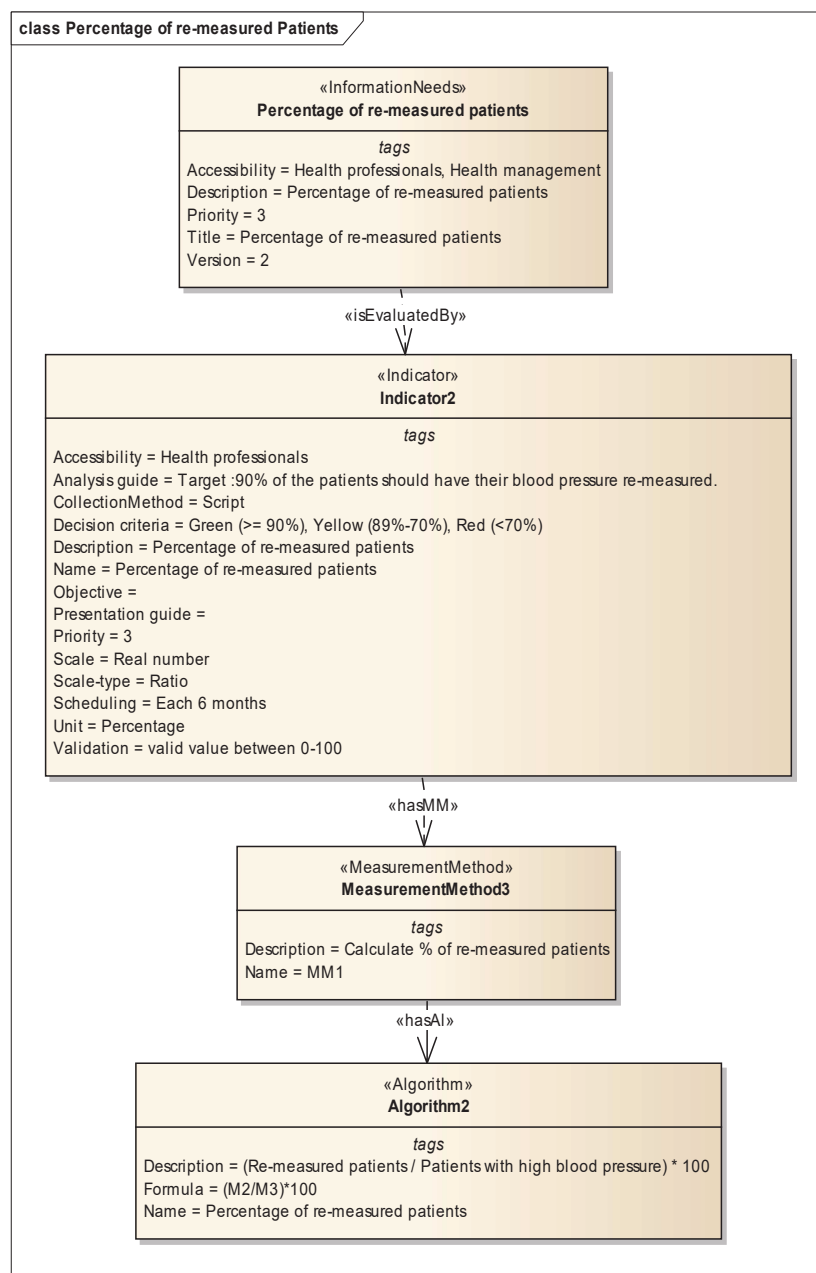 class Percentage of re-measured Patients
«InformationNeeds»
Percentage of re-measured patients
tags
Accessibility = Health professionals, Health management
Description = Percentage of re-measured patients
Priority = 3
Title = Percentage of re-measured patients
Version = 2
«isEvaluatedBy»
«Indicator»
Indicator2
tags
Accessibility = Health professionals
Analysis guide = Target :90% of the patients should have their blood pressure re-measured.
CollectionMethod = Script
Decision criteria = Green (>= 90%), Yellow (89%-70%), Red (<70%)
Description = Percentage of re-measured patients
Name = Percentage of re-measured patients
Objective =
Presentation guide =
Priority = 3
Scale = Real number
Scale-type = Ratio
Scheduling = Each 6 months
Unit = Percentage
Validation = valid value between 0-100
«hasMM»
«MeasurementMethod»
MeasurementMethod3
tags
Description = Calculate % of re-measured patients
Name = MM1
«hasAl»
«Algorithm»
Algorithm2
tags
Description = (Re-measured patients / Patients with high blood pressure) * 100
Formula = (M2/M3)*100
Name = Percentage of re-measured patients